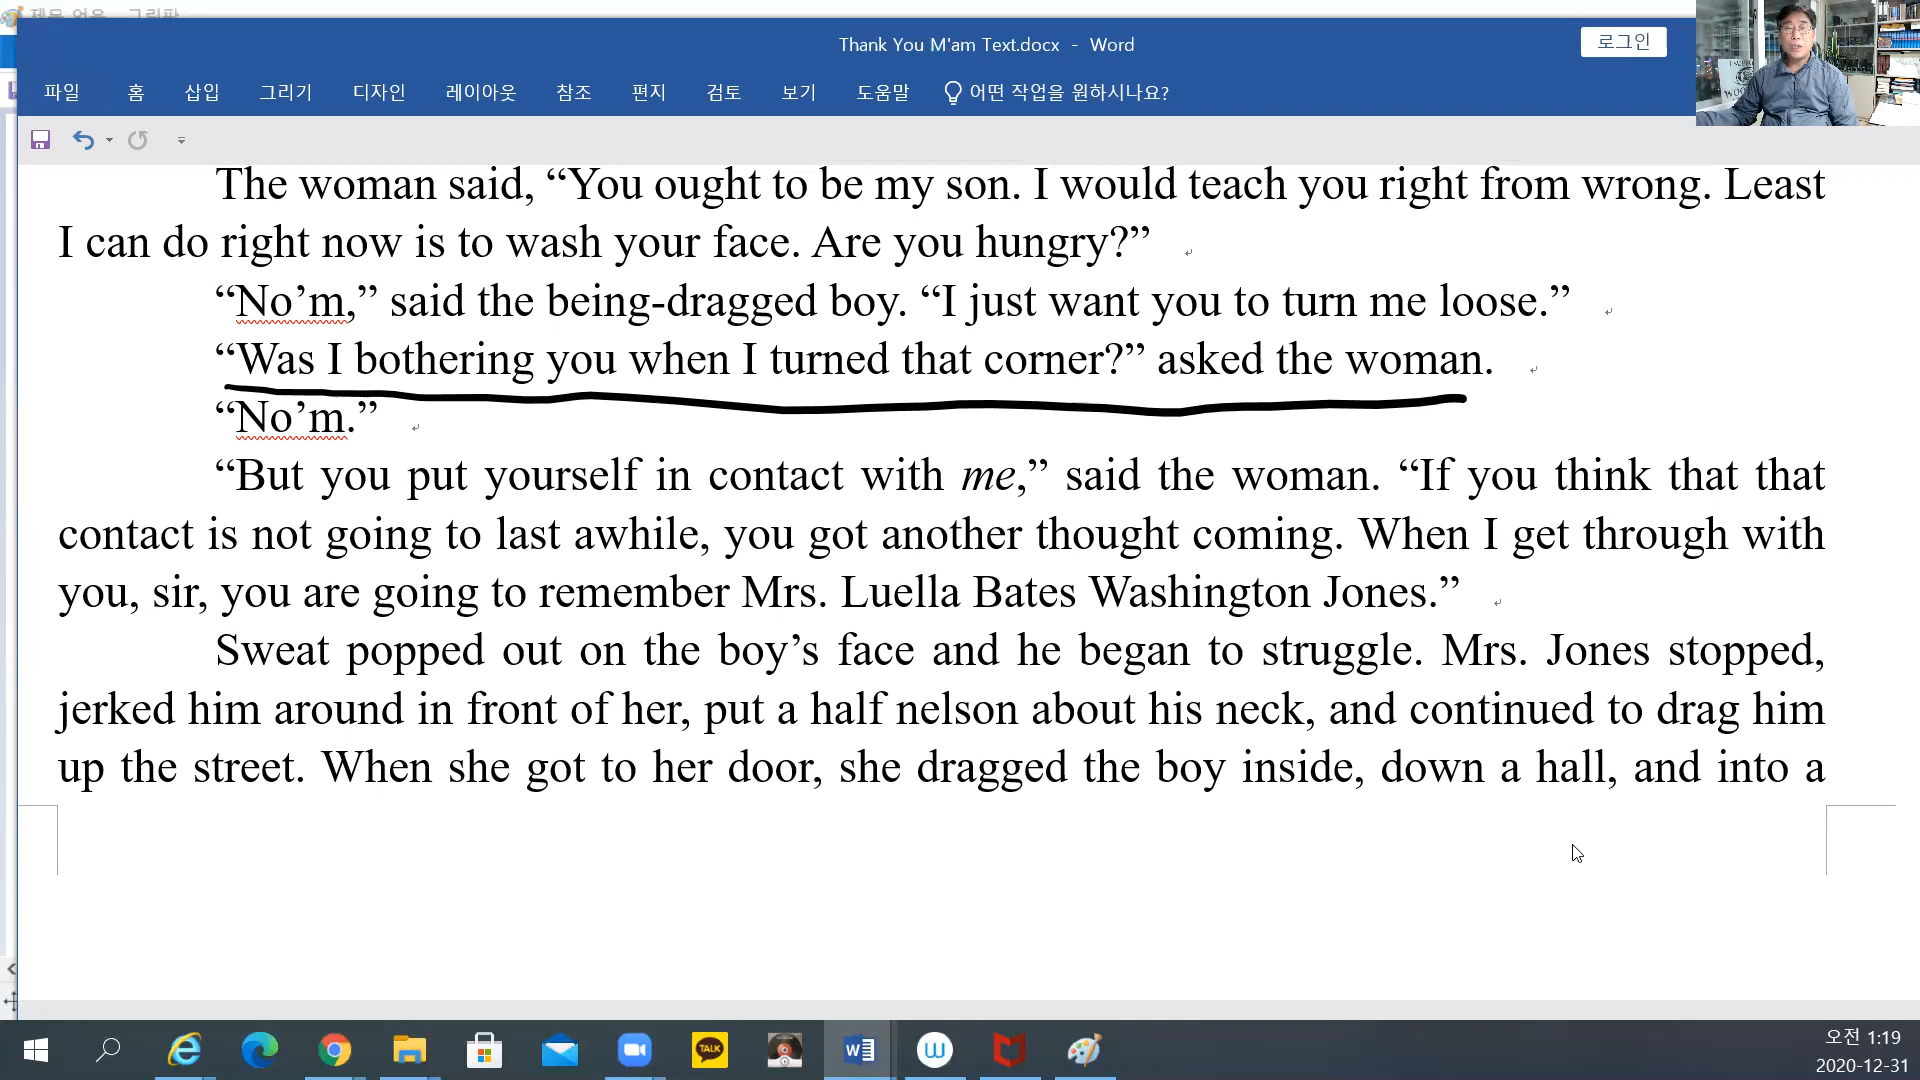 제목 없음 - 그림판
Thank You M'am Text.docx - Word
로그인
파일 홈 삽입 그리기 디자인 레이아웃 참조 편지 검토 보기 도움말 어떤 작업을 원하시나요?
The woman said, “You ought to be my son. I would teach you right from wrong. Least
I can do right now is to wash your face. Are you hungry?”
“No’m,” said the being-dragged boy. “I just want you to turn me loose.”
“Was I bothering you when I turned that corner?” asked the woman.
“No’m.”
“But you put yourself in contact with me,” said the woman. “If you think that that
contact is not going to last awhile, you got another thought coming. When I get through with
you, sir, you are going to remember Mrs. Luella Bates Washington Jones.”
Sweat popped out on the boy’s face and he began to struggle. Mrs. Jones stopped,
jerked him around in front of her, put a half nelson about his neck, and continued to drag him
up the street. When she got to her door, she dragged the boy inside, down a hall, and into a
TALK
오전 1:19
2020-12-31